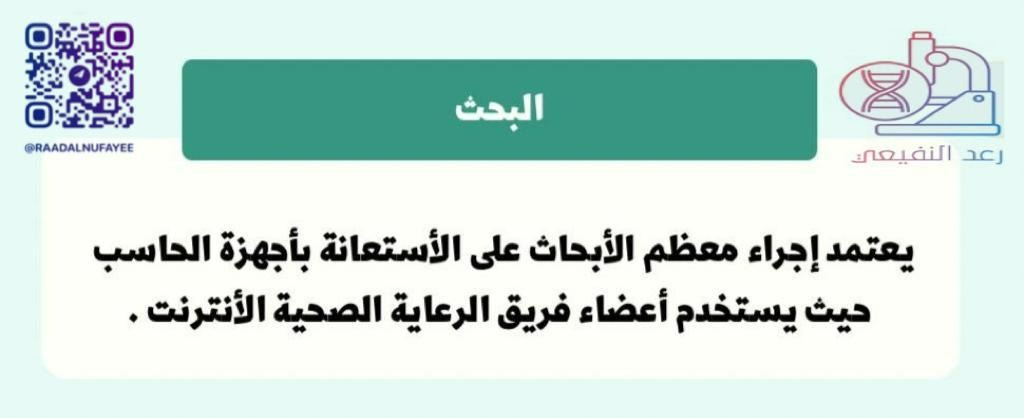 @RAADALNUFAYEE
رعد النفيعي
البحث
يعتمد إجراء معظم الأبحاث على الأستعانة بأجهزة الحاسب
حيث يستخدم أعضاء فريق الرعاية الصحية الأنترنت .